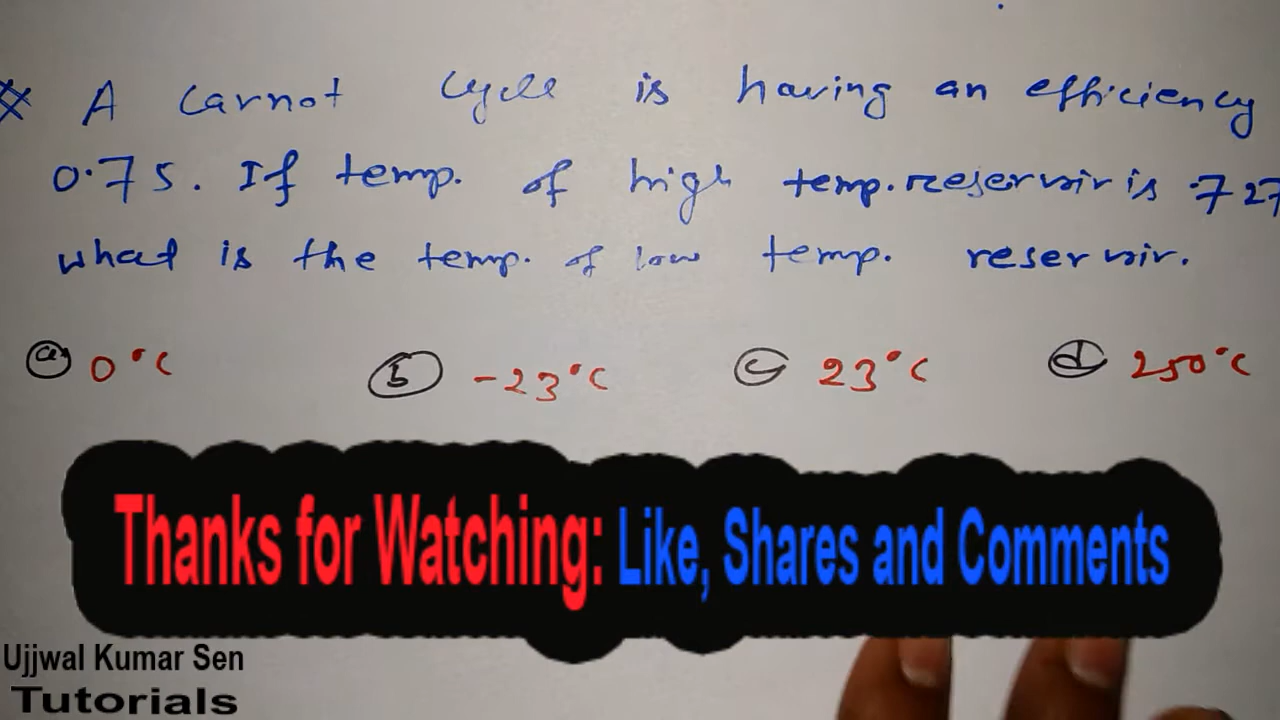 A Carnot cycle is having an efficiency
0.75. If temp. of high temp. reservoir is 727
what is the temp. of low temp. reservoir.
(a) 0°C (b) -23°C (c) 23°C (d) 250°C
Thanks for Watching: Like, Shares and Comments
Ujjwal Kumar Sen
Tutorials